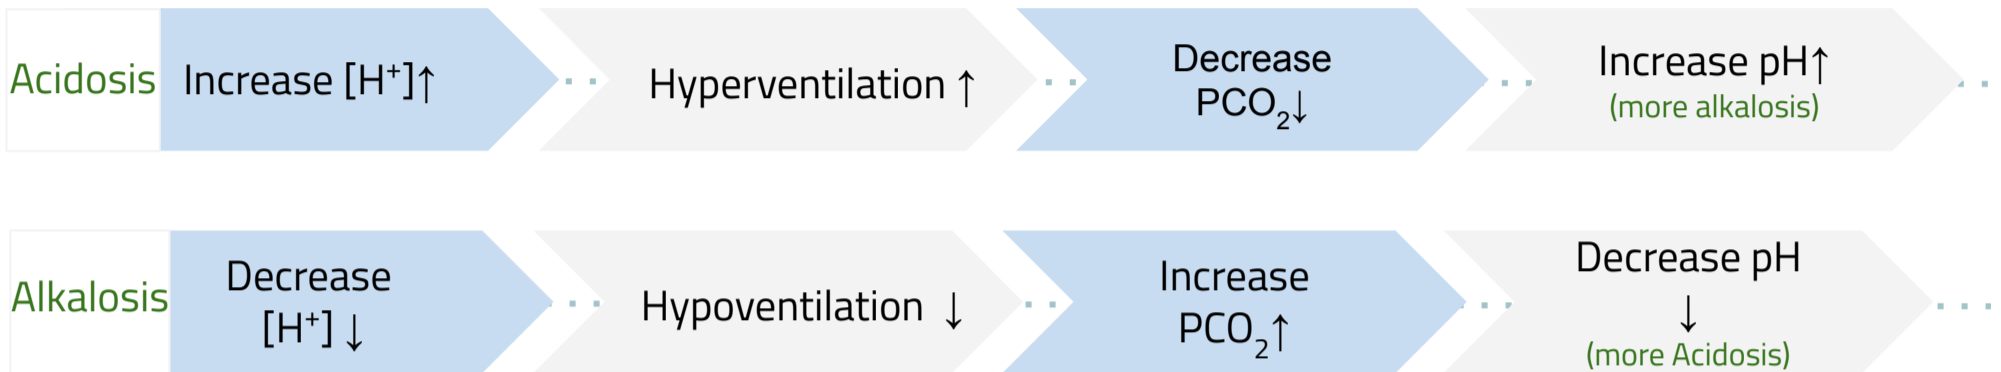 Acidosis
Increase [H⁺]↑
Hyperventilation ↑
Decrease
PCO₂↓
Increase pH↑
(more alkalosis)
Alkalosis
Decrease
[H⁺] ↓
Hypoventilation ↓
Increase
PCO₂↑
Decrease pH
↓
(more Acidosis)